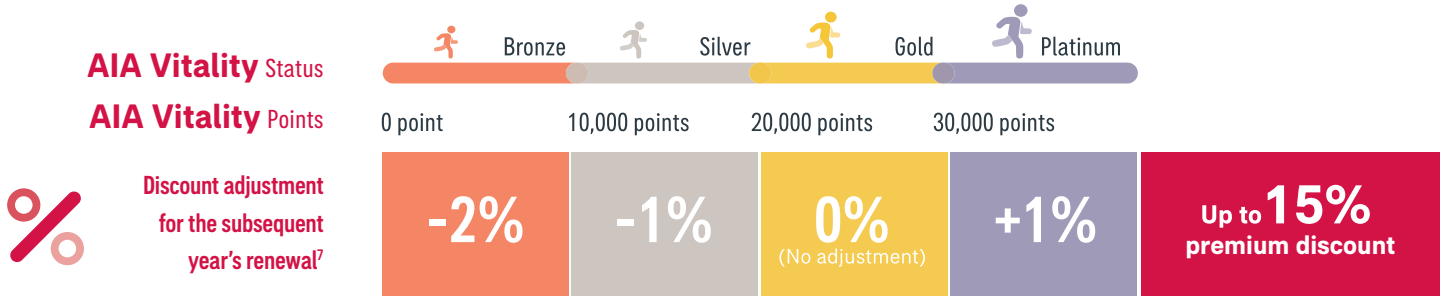 Bronze Silver Gold Platinum
AIA Vitality Status
AIA Vitality Points 0 point 10,000 points 20,000 points 30,000 points
Discount adjustment
for the subsequent
year's renewal7
-2% -1% 0% +1%
(No adjustment)
Up to 15%
premium discount